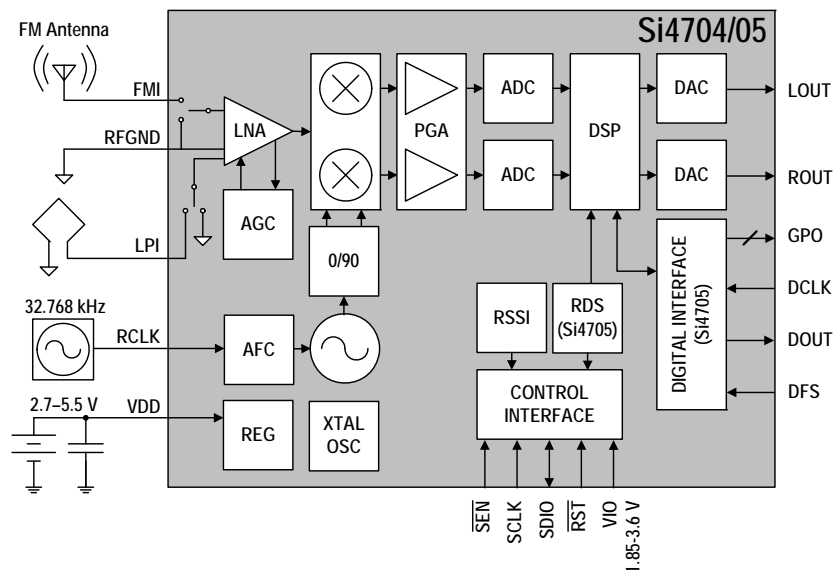 Si4704/05
FM Antenna
FMI
RFGND
LPI
32.768 kHz
RCLK
2.7–5.5 V
VDD
LNA
AGC
0/90
AFC
REG
XTAL
OSC
PGA
ADC
ADC
DSP
DAC
DAC
RSSI
RDS
(Si4705)
CONTROL
INTERFACE
DIGITAL INTERFACE
(Si4705)
LOUT
ROUT
GPO
DCLK
DOUT
DFS
SEN
SCLK
SDIO
RST
VIO
1.85-3.6 V